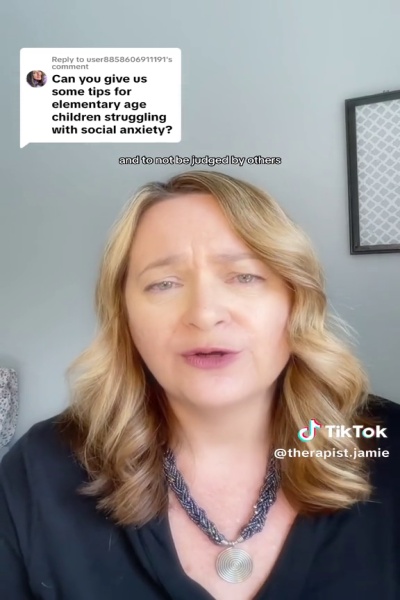 Reply to user8858606911191's
comment
Can you give us
some tips for
elementary age
children struggling
with social anxiety?
and to not be judged by others
TikTok
@therapist.jamie